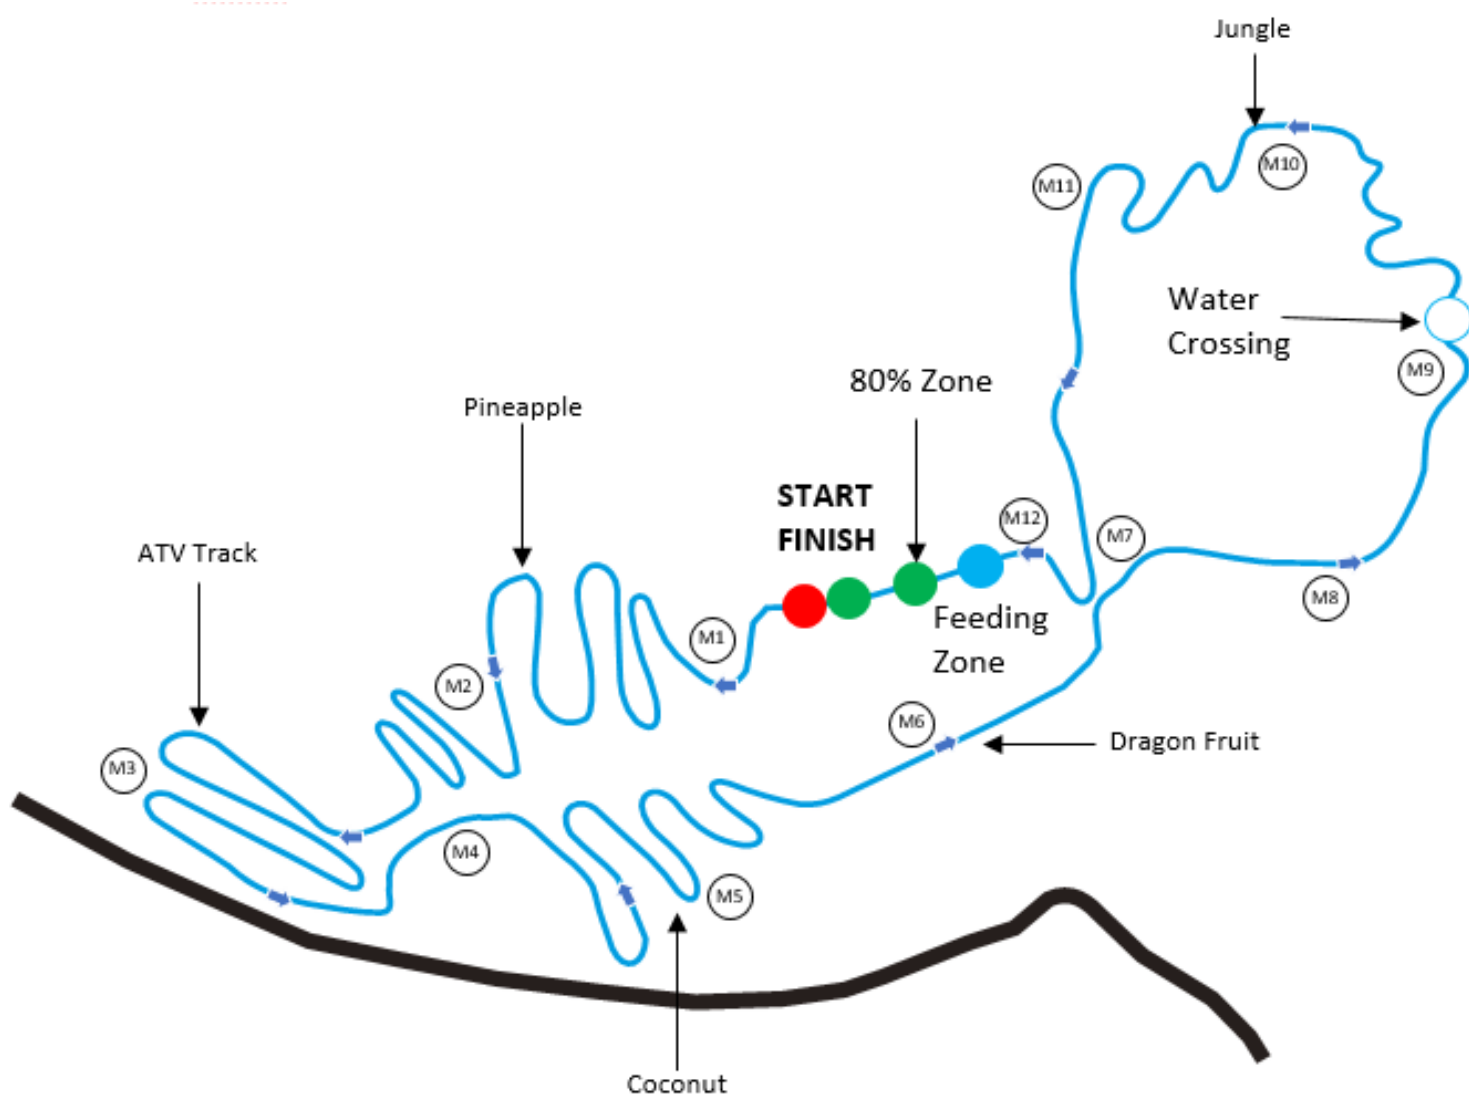 Jungle
M10
M11
Water
Crossing
M9
80% Zone
Pineapple
START
FINISH
M12
M7
ATV Track
M8
Feeding
Zone
M1
M2
M6
Dragon Fruit
M3
M4
M5
Coconut